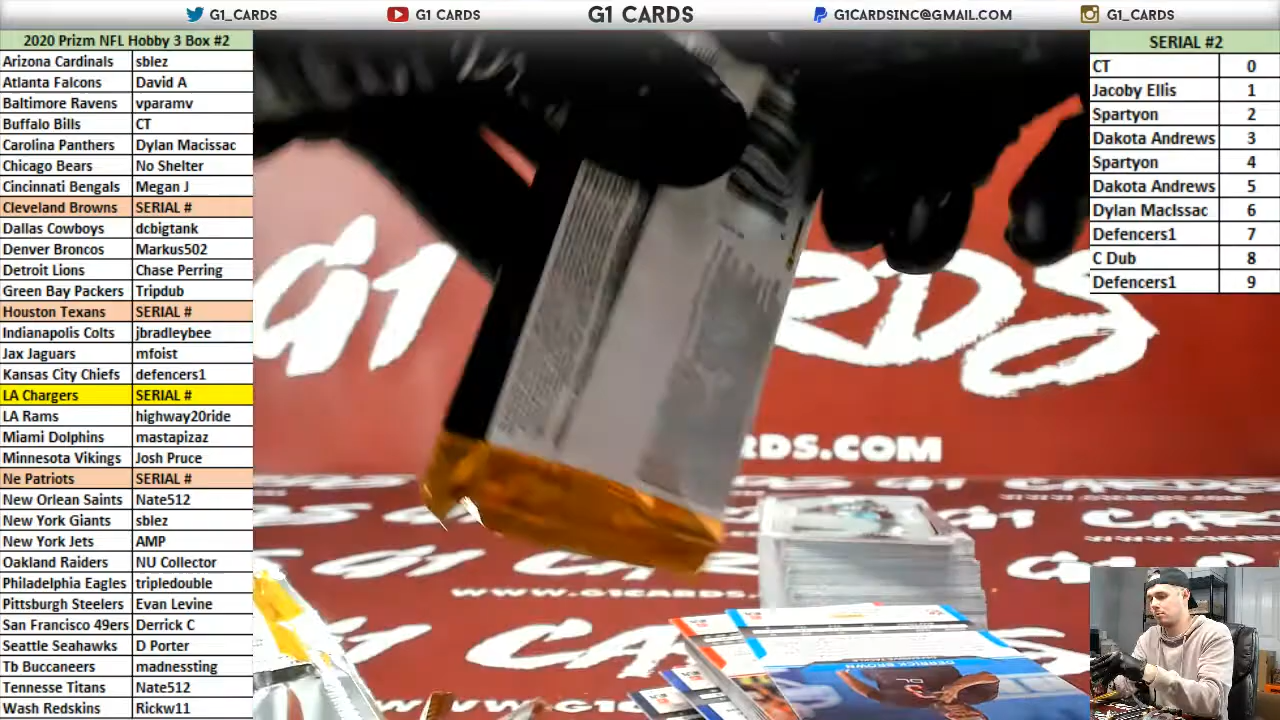 G1_CARDS
G1 CARDS
G1 CARDS
G1CARDSINC@GMAIL.COM
G1_CARDS
2020 Prizm NFL Hobby 3 Box #2
Arizona Cardinals sblez
Atlanta Falcons David A
Baltimore Ravens vparamv
Buffalo Bills CT
Carolina Panthers Dylan Macissac
Chicago Bears No Shelter
Cincinnati Bengals Megan J
Cleveland Browns SERIAL #
Dallas Cowboys dcbigtank
Denver Broncos Markus502
Detroit Lions Chase Perring
Green Bay Packers Tripdub
Houston Texans SERIAL #
Indianapolis Colts jbradleybee
Jax Jaguars mfoist
Kansas City Chiefs defencers1
LA Chargers SERIAL #
LA Rams highway20ride
Miami Dolphins mastapizaz
Minnesota Vikings Josh Pruce
Ne Patriots SERIAL #
New Orlean Saints Nate512
New York Giants sblez
New York Jets AMP
Oakland Raiders NU Collector
Philadelphia Eagles tripledouble
Pittsburgh Steelers Evan Levine
San Francisco 49ers Derrick C
Seattle Seahawks D Porter
Tb Buccaneers madnessting
Tennesse Titans Nate512
Wash Redskins Rickw11
SERIAL #2
CT 0
Jacoby Ellis 1
Spartyon 2
Dakota Andrews 3
Spartyon 4
Dakota Andrews 5
Dylan MacIssac 6
Defencers1 7
C Dub 8
Defencers1 9
G1 RDS
RDS.COM
G1 CARDS
WWW.G1CARDS.
DERRICK BROWN